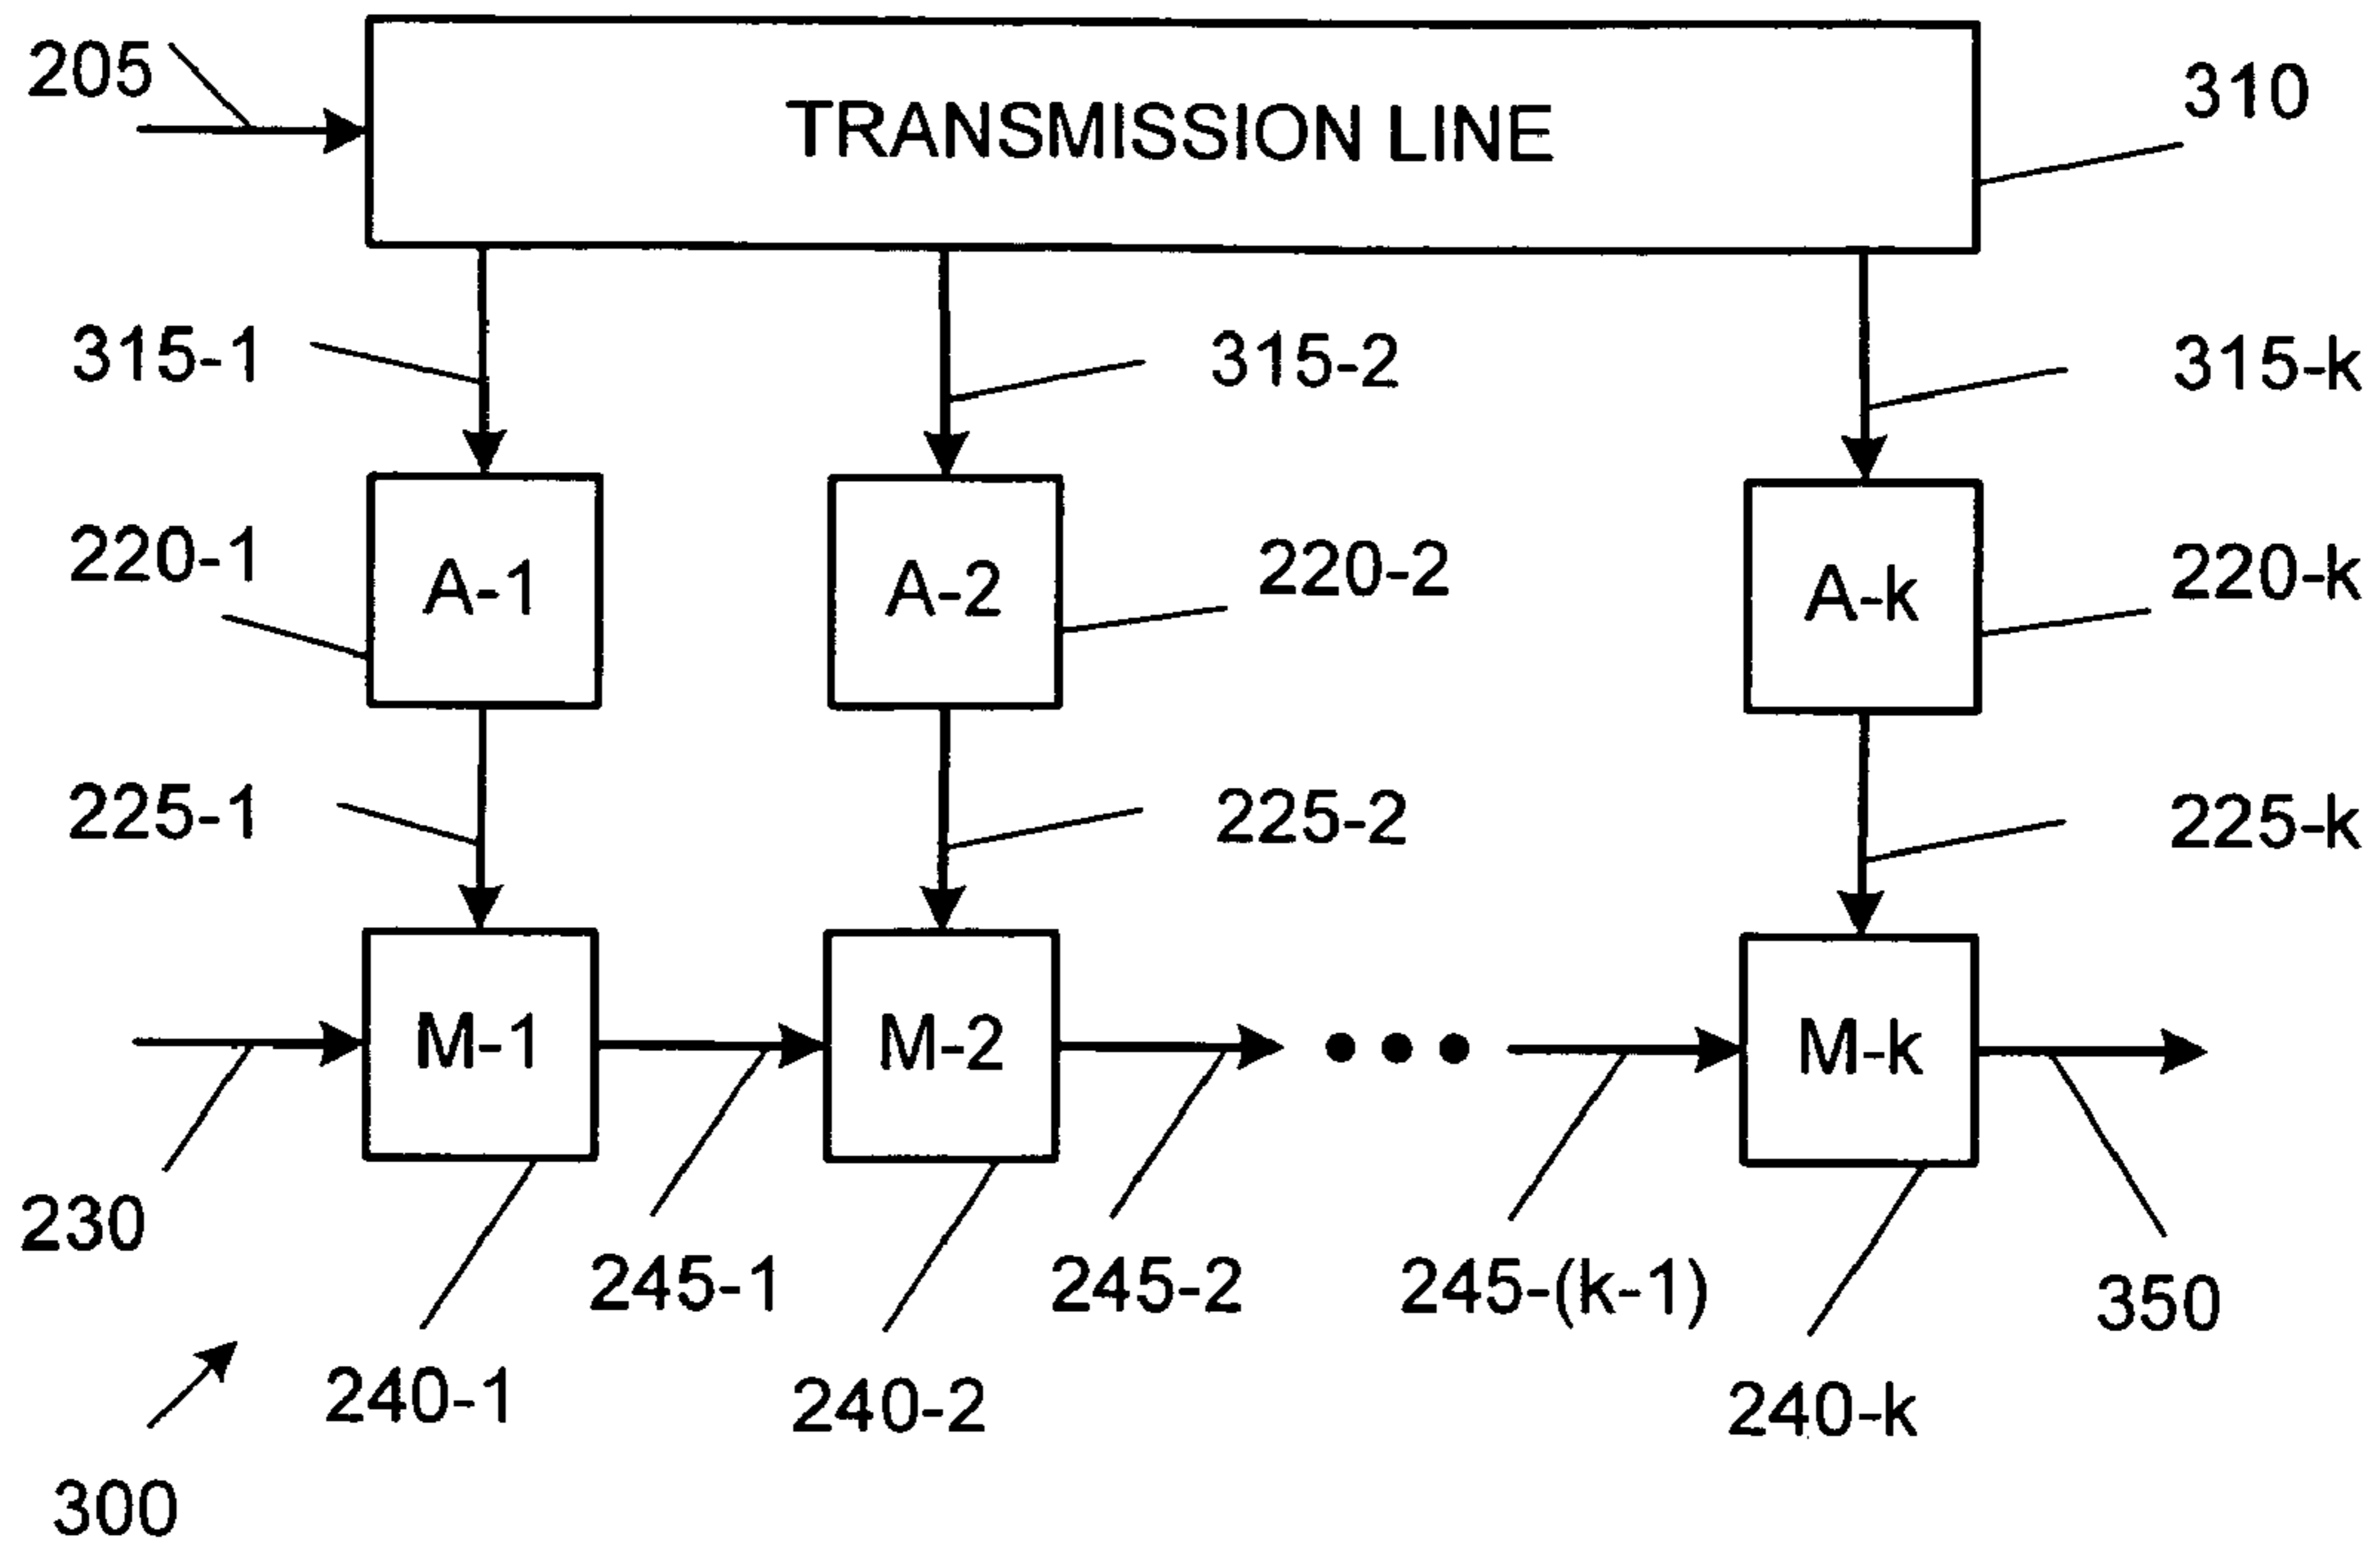 205
TRANSMISSION LINE
310
315-1
315-2
315-k
220-1
A-1
A-2
220-2
A-k
220-k
225-1
225-2
225-k
M-1
M-2
M-k
230
245-1
245-2
245-(k-1)
350
240-1
240-2
240-k
300